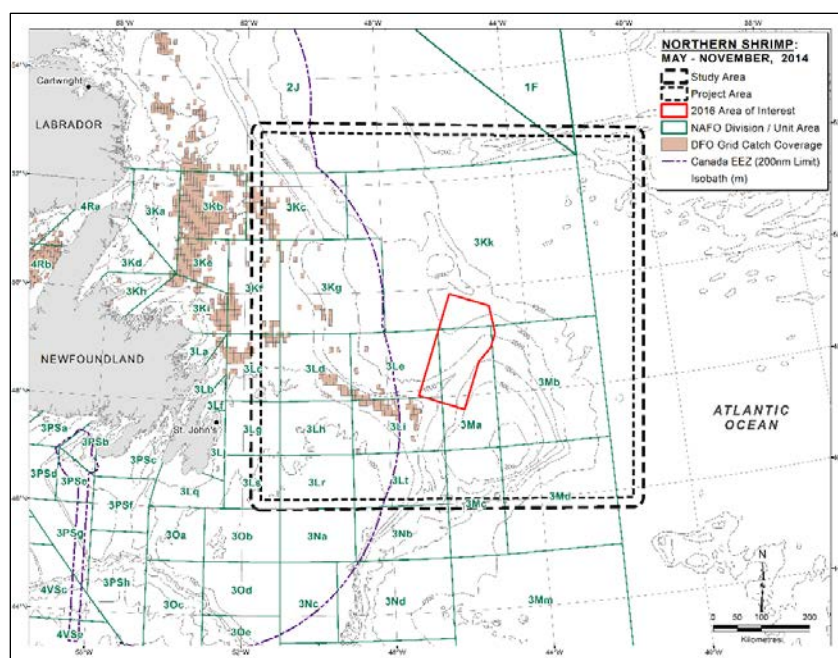 NORTHERN SHRIMP:
MAY - NOVEMBER, 2014
Study Area
Project Area
2016 Area of Interest
NAFO Division / Unit Area
DFO Grid Catch Coverage
Canada EEZ (200nm Limit)
Isobath (m)
Cartwright
LABRADOR
2J
1F
4Ra
3Ka
3Kb
3Kc
3Kk
4Rb
3Kd
3Ke
3Kf
3Kg
3Kh
3Ki
NEWFOUNDLAND
3La
3Ld
3Le
3Mb
3Lb
3Lf
St. John's
3Lg
3Lh
3Li
3Ma
ATLANTIC
OCEAN
3PSa
3PSb
3PSc
3PSd
3PSe
3Lq
3Ls
3Lr
3Lt
3Mc
3Md
3PSf
3PSg
3Oa
3Ob
3Na
3Nb
3PSh
4VSc
3Oc
3Od
3Nc
3Nd
3Mm
4VSe
3Oe
N
200
Kilometres